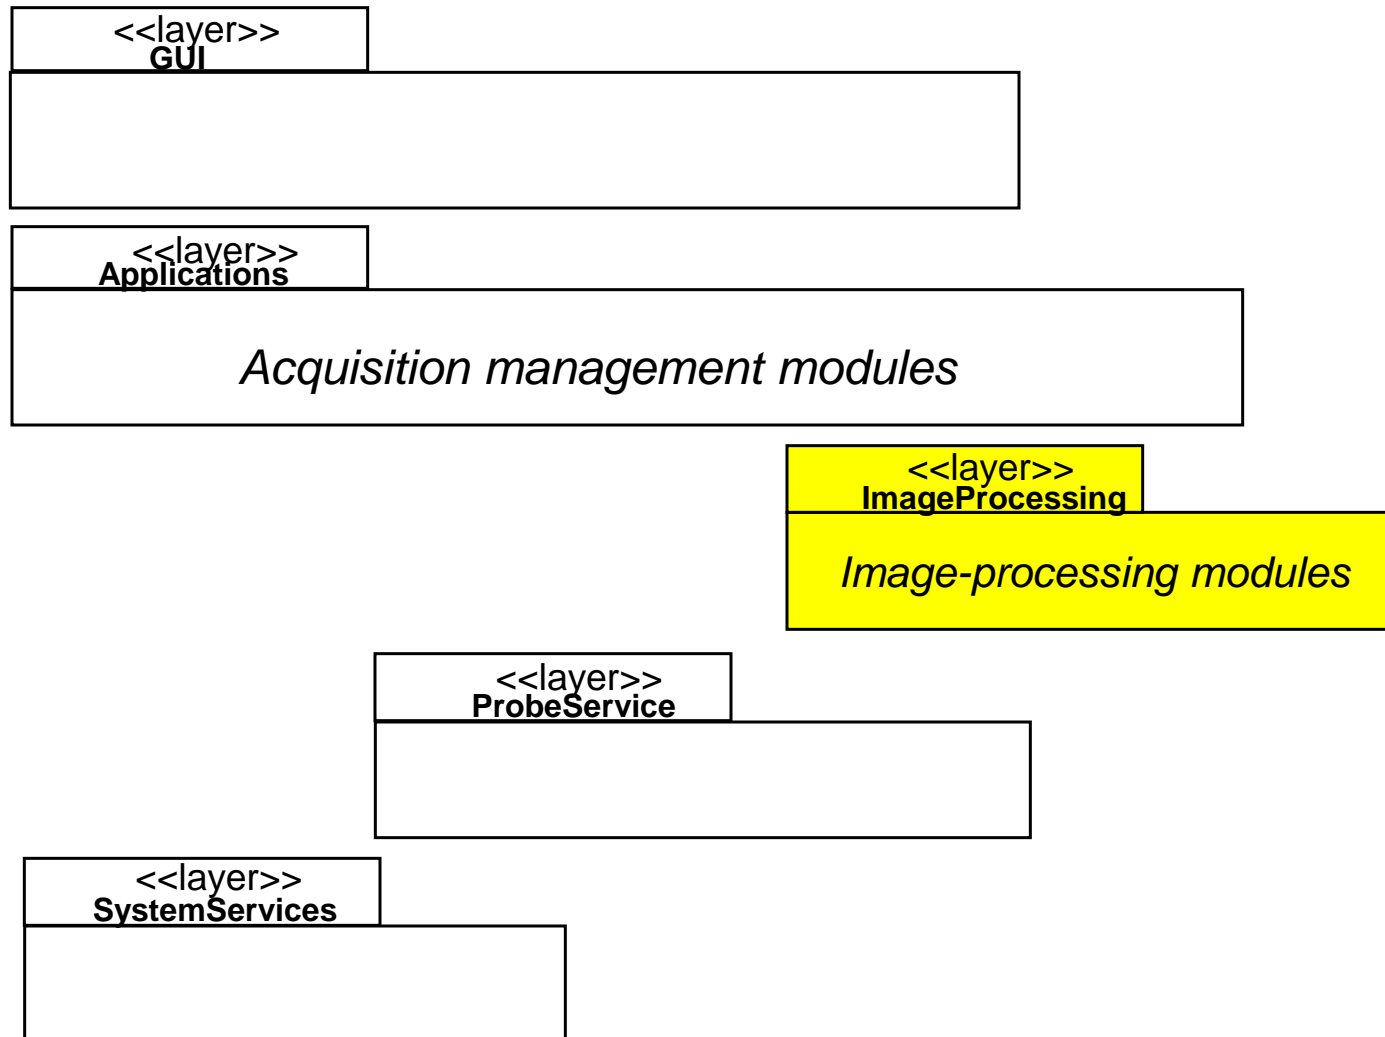 <<layer>>
GUI
<<layer>>
Applications
Acquisition management modules
<<layer>>
ImageProcessing
Image-processing modules
<<layer>>
ProbeService
<<layer>>
SystemServices